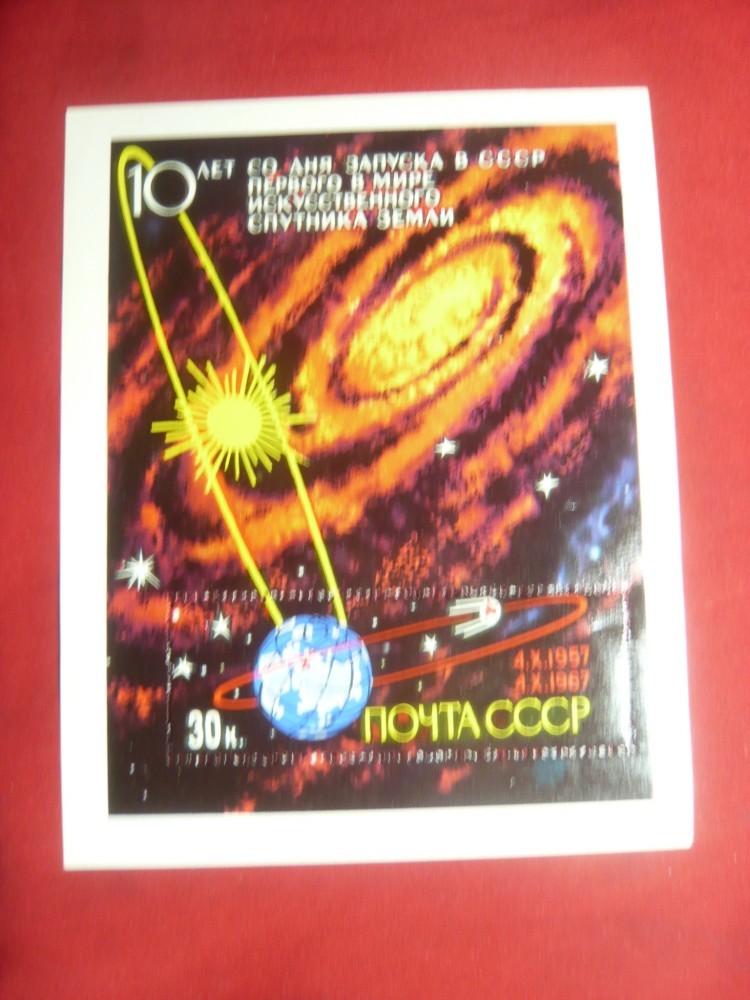 10 ЛЕТ СО ДНЯ ЗАПУСКА В СССР
ПЕРВОГО В МИРЕ
ИСКУССТВЕННОГО
СПУТНИКА ЗЕМЛИ
4.X.1957
4.X.1967
30 к. ПОЧТА СССР